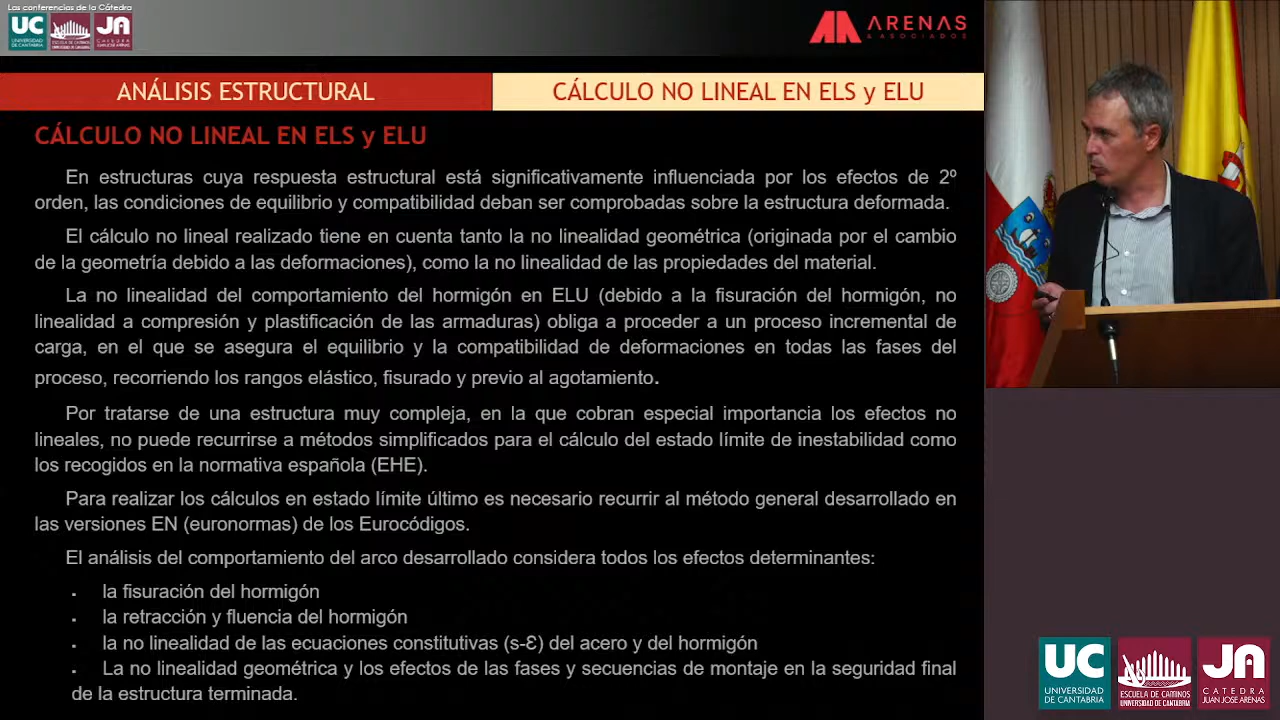 Las conferencias de la Cátedra
UC
UNIVERSIDAD
DE CANTABRIA
ESCUELA DE CAMINOS
UNIVERSIDAD DE CANTABRIA
JA
CÁTEDRA
JUAN JOSÉ ARENAS
ARENAS
& ASOCIADOS
ANÁLISIS ESTRUCTURAL
CÁLCULO NO LINEAL EN ELS y ELU
CÁLCULO NO LINEAL EN ELS y ELU
En estructuras cuya respuesta estructural está significativamente influenciada por los efectos de 2º
orden, las condiciones de equilibrio y compatibilidad deban ser comprobadas sobre la estructura deformada.
El cálculo no lineal realizado tiene en cuenta tanto la no linealidad geométrica (originada por el cambio
de la geometría debido a las deformaciones), como la no linealidad de las propiedades del material.
La no linealidad del comportamiento del hormigón en ELU (debido a la fisuración del hormigón, no
linealidad a compresión y plastificación de las armaduras) obliga a proceder a un proceso incremental de
carga, en el que se asegura el equilibrio y la compatibilidad de deformaciones en todas las fases del
proceso, recorriendo los rangos elástico, fisurado y previo al agotamiento.
Por tratarse de una estructura muy compleja, en la que cobran especial importancia los efectos no
lineales, no puede recurrirse a métodos simplificados para el cálculo del estado límite de inestabilidad como
los recogidos en la normativa española (EHE).
Para realizar los cálculos en estado límite último es necesario recurrir al método general desarrollado en
las versiones EN (euronormas) de los Eurocódigos.
El análisis del comportamiento del arco desarrollado considera todos los efectos determinantes:
▪ la fisuración del hormigón
▪ la retracción y fluencia del hormigón
▪ la no linealidad de las ecuaciones constitutivas (s-Ɛ) del acero y del hormigón
▪ La no linealidad geométrica y los efectos de las fases y secuencias de montaje en la seguridad final
de la estructura terminada.
UC
UNIVERSIDAD
DE CANTABRIA
ESCUELA DE CAMINOS
UNIVERSIDAD DE CANTABRIA
JA
CÁTEDRA
JUAN JOSÉ ARENAS